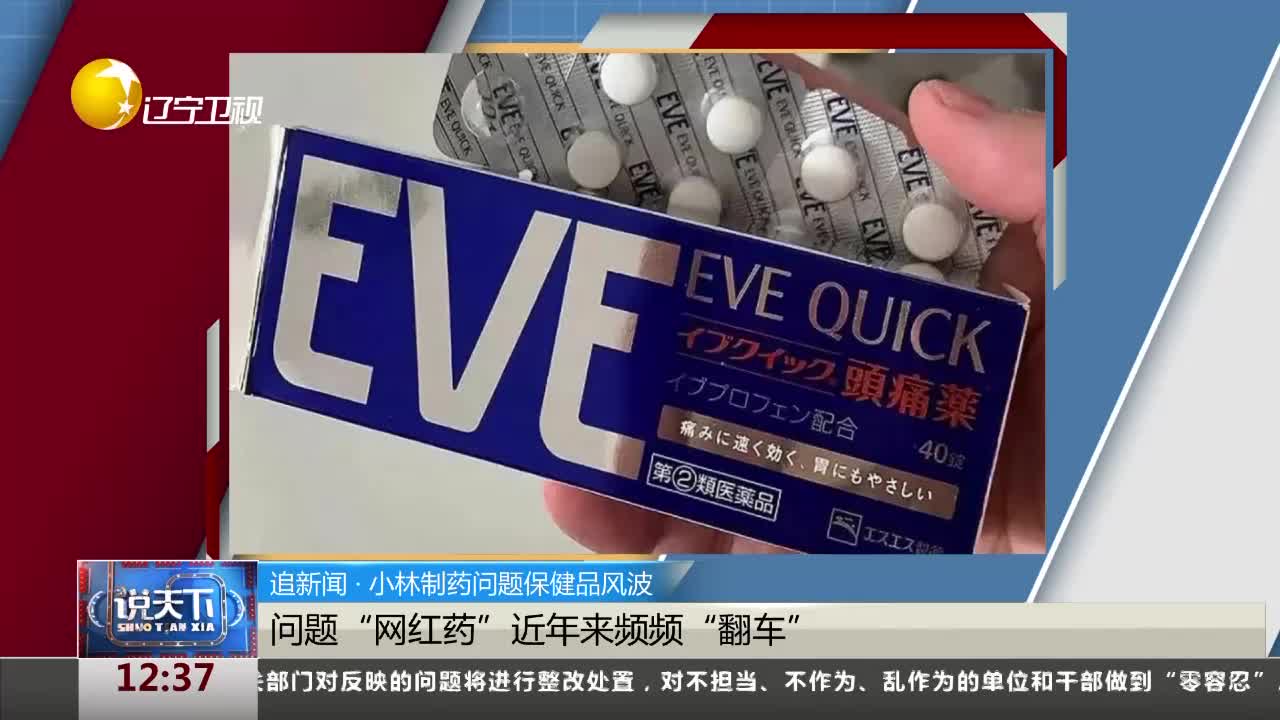 辽宁卫视
EVE QUICK
EVE
EVE QUICK
イブクイック 頭痛薬
イブプロフェン配合
40錠
痛みに速く効く、胃にもやさしい
第②類医薬品
エスエス製薬
追新闻·小林制药问题保健品风波
问题“网红药”近年来频频“翻车”
说天下
SHUO TIAN XIA
12:37
部门对反映的问题将进行整改处置，对不担当、不作为、乱作为的单位和干部做到“零容忍”